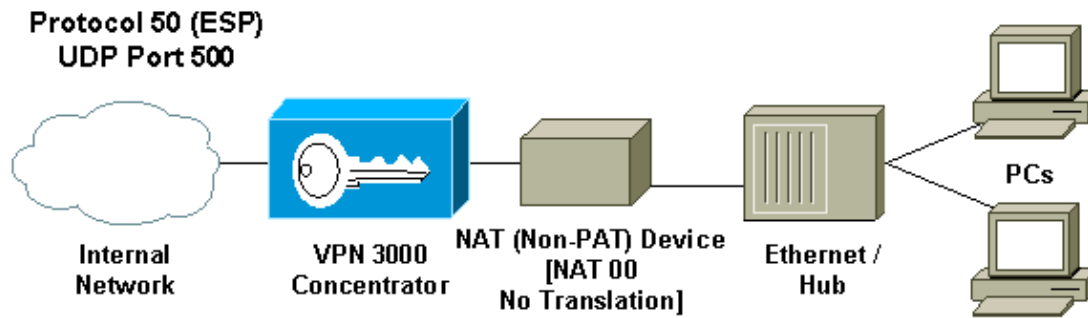 Protocol 50 (ESP)
UDP Port 500
Internal
Network
VPN 3000
Concentrator
NAT (Non-PAT) Device
[NAT 00
No Translation]
Ethernet /
Hub
PCs